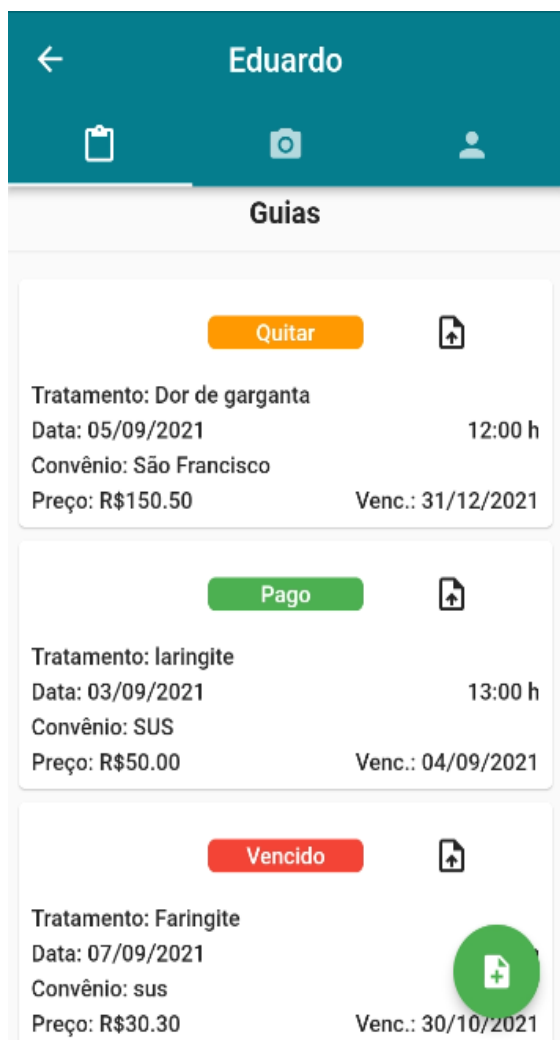 Eduardo
Guias
Quitar
Tratamento: Dor de garganta
Data: 05/09/2021 12:00 h
Convênio: São Francisco
Preço: R$150.50 Venc.: 31/12/2021
Pago
Tratamento: laringite
Data: 03/09/2021 13:00 h
Convênio: SUS
Preço: R$50.00 Venc.: 04/09/2021
Vencido
Tratamento: Faringite
Data: 07/09/2021
Convênio: sus
Preço: R$30.30 Venc.: 30/10/2021